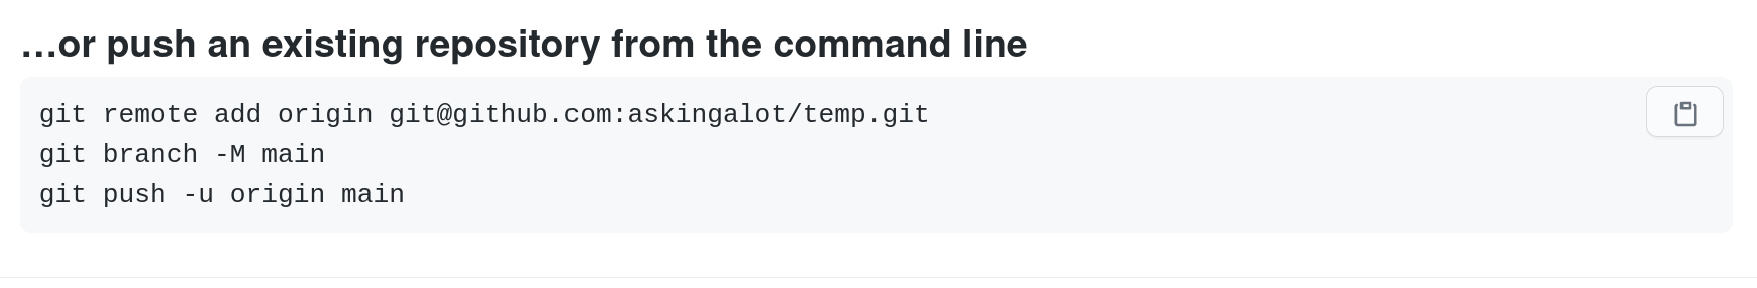 …or push an existing repository from the command line
git remote add origin git@github.com:askingalot/temp.git
git branch -M main
git push -u origin main